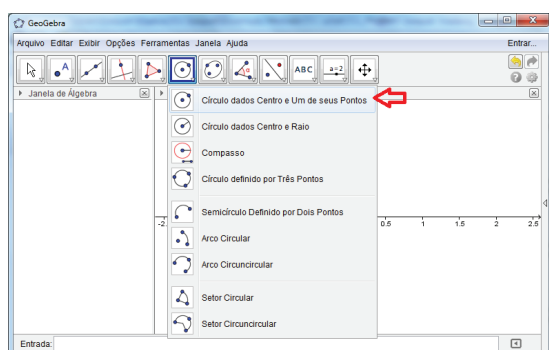 GeoGebra
Arquivo Editar Exibir Opções Ferramentas Janela Ajuda Entrar...
A α ABC a=2
Janela de Álgebra
Círculo dados Centro e Um de seus Pontos
Círculo dados Centro e Raio
Compasso
Círculo definido por Três Pontos
Semicírculo Definido por Dois Pontos
-2. 0.5 1 1.5 2 2.5
Arco Circular
Arco Circuncircular
Setor Circular
Setor Circuncircular
Entrada: